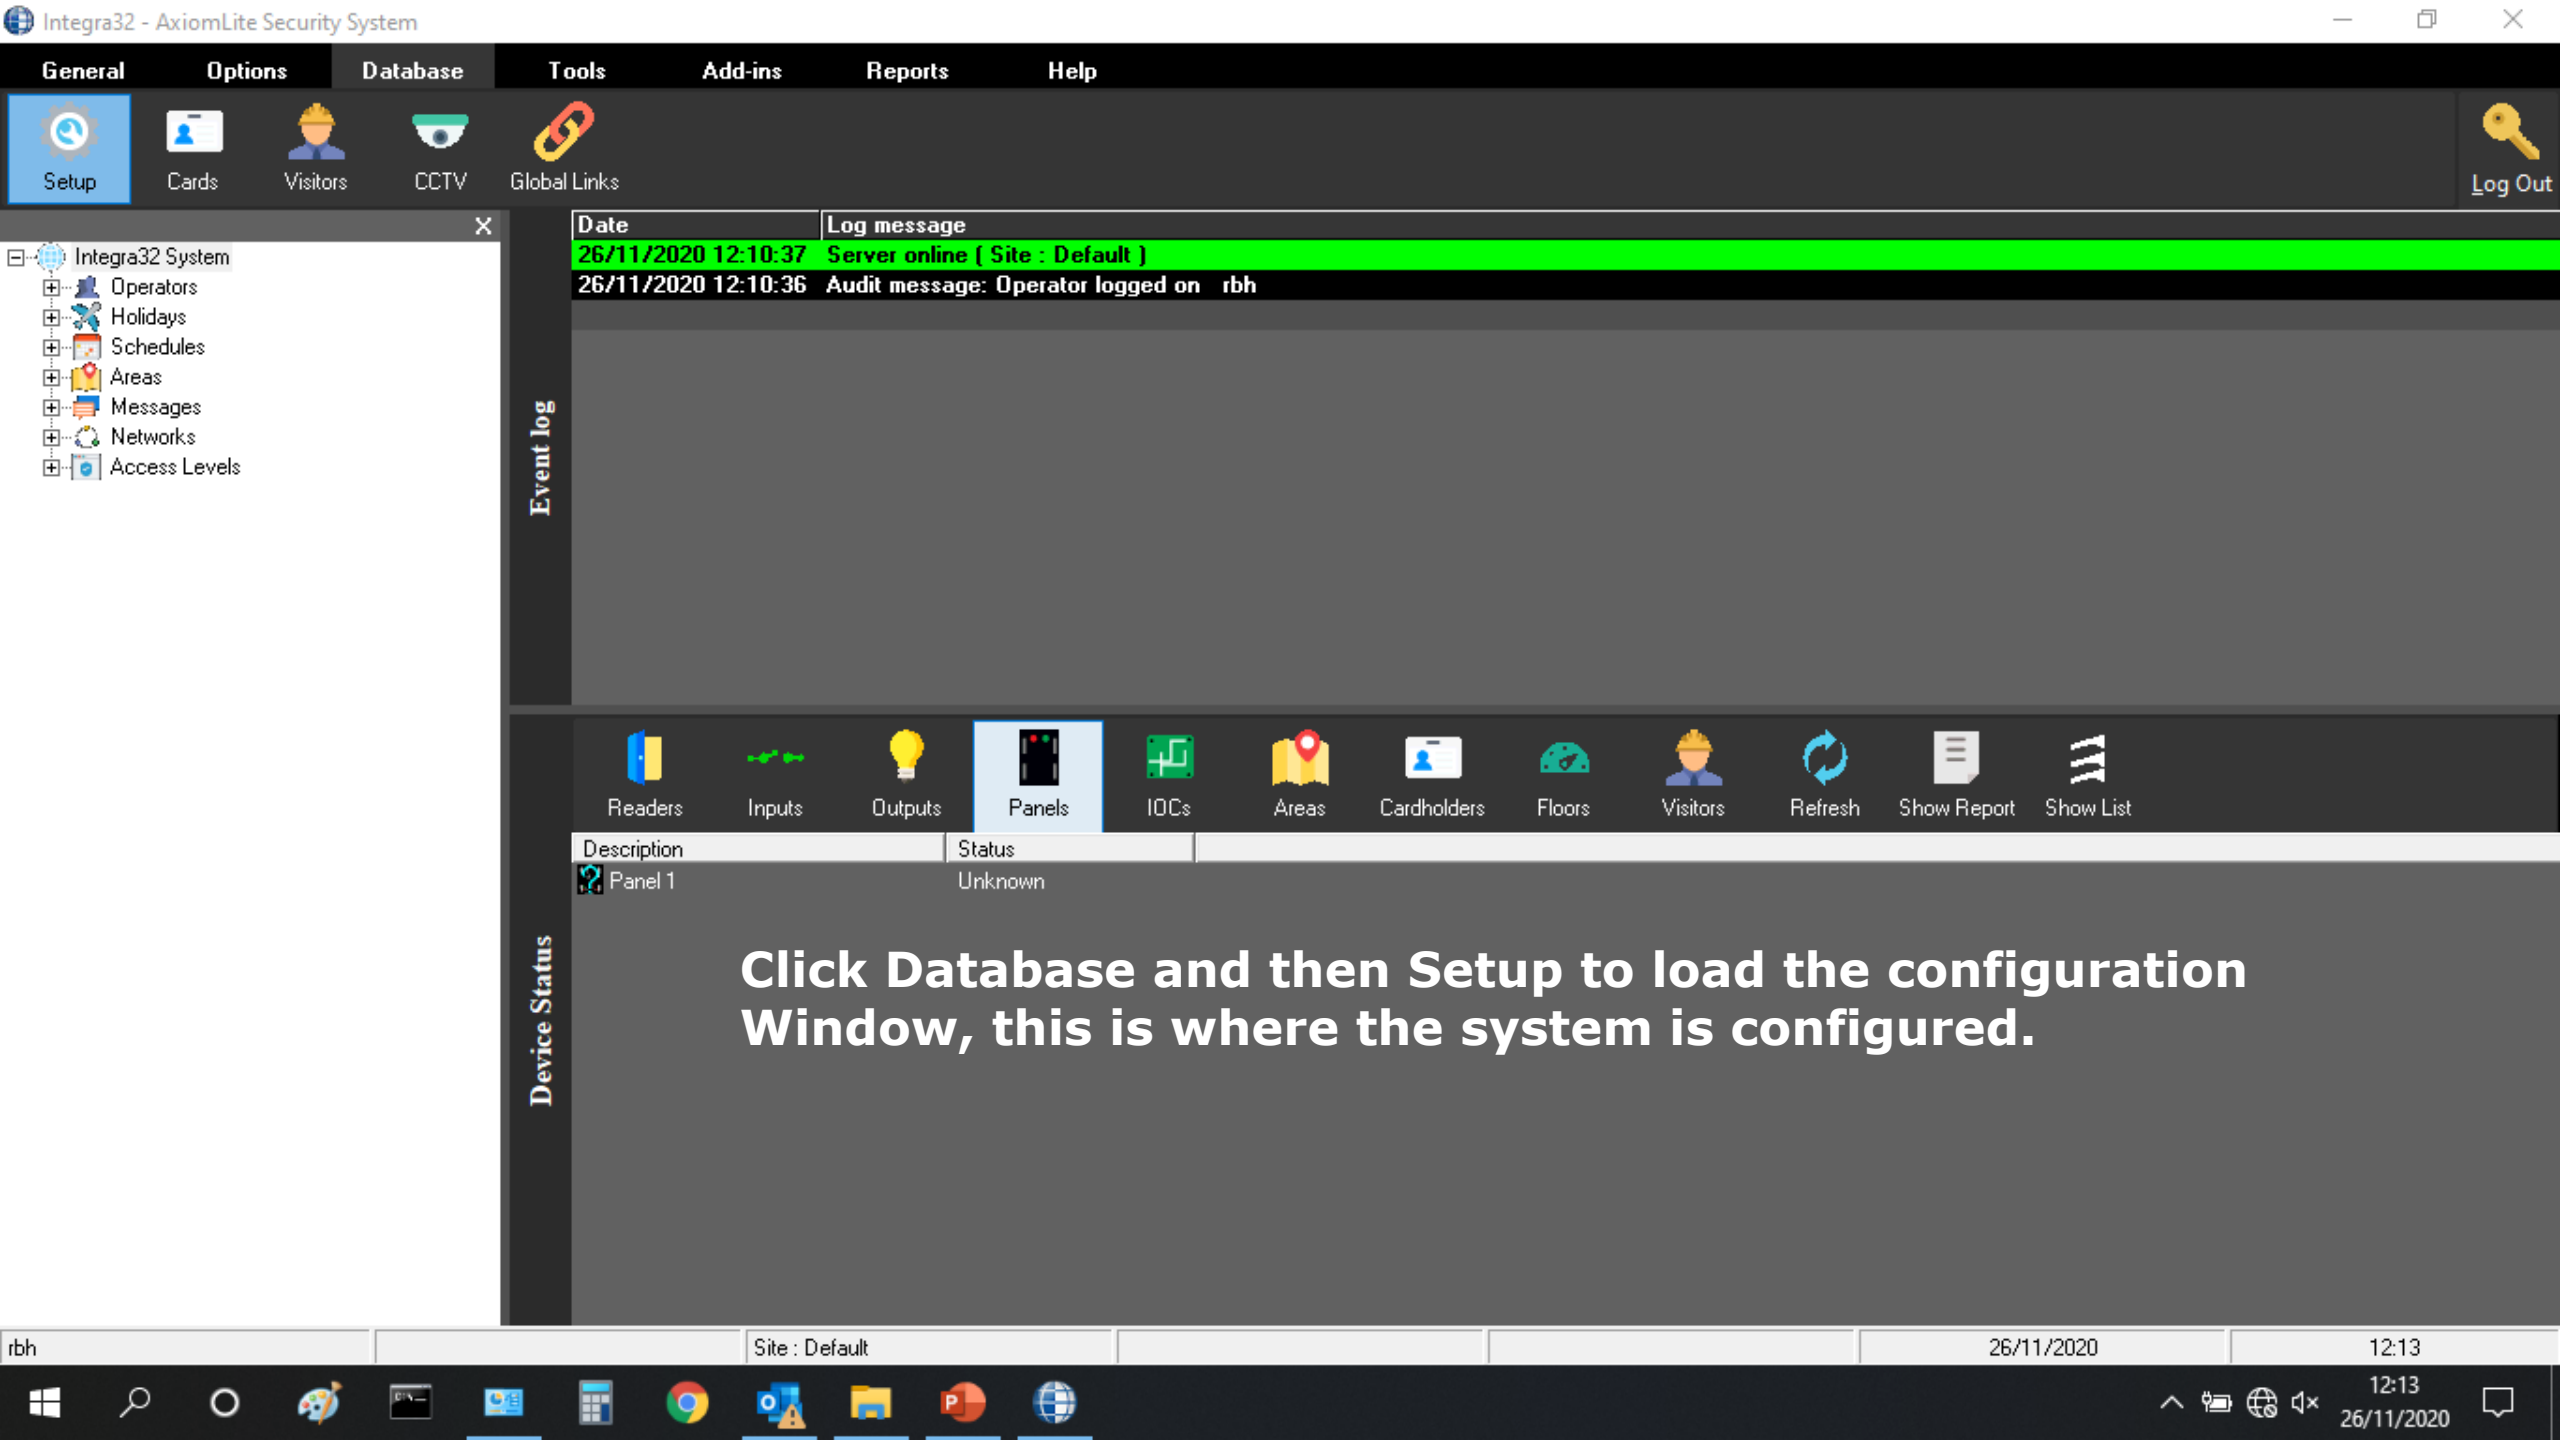 Integra32 - AxiomLite Security System
General Options Database Tools Add-ins Reports Help
Setup Cards Visitors CCTV Global Links Log Out
Integra32 System
Operators
Holidays
Schedules
Areas
Messages
Networks
Access Levels
Event log
Date Log message
26/11/2020 12:10:37 Server online ( Site : Default )
26/11/2020 12:10:36 Audit message: Operator logged on rbh
Device Status
Readers Inputs Outputs Panels IOCs Areas Cardholders Floors Visitors Refresh Show Report Show List
Description Status
Panel 1 Unknown
Click Database and then Setup to load the configuration
Window, this is where the system is configured.
rbh Site : Default 26/11/2020 12:13
12:13
26/11/2020